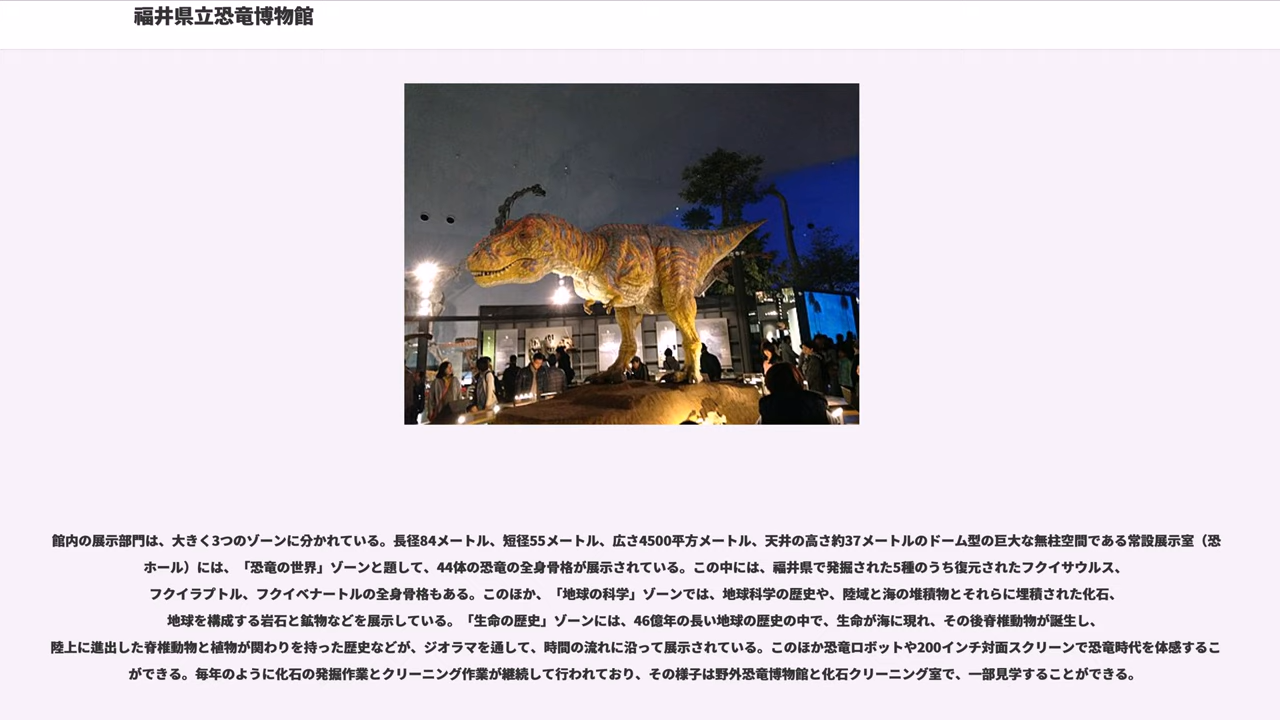 福井県立恐竜博物館
館内の展示部門は、大きく3つのゾーンに分かれている。長径84メートル、短径55メートル、広さ4500平方メートル、天井の高さ約37メートルのドーム型の巨大な無柱空間である常設展示室（恐
ホール）には、「恐竜の世界」ゾーンと題して、44体の恐竜の全身骨格が展示されている。この中には、福井県で発掘された5種のうち復元されたフクイサウルス、
フクイラプトル、フクイベナートルの全身骨格もある。このほか、「地球の科学」ゾーンでは、地球科学の歴史や、陸域と海の堆積物とそれらに埋積された化石、
地球を構成する岩石と鉱物などを展示している。「生命の歴史」ゾーンには、46億年の長い地球の歴史の中で、生命が海に現れ、その後脊椎動物が誕生し、
陸上に進出した脊椎動物と植物が関わりを持った歴史などが、ジオラマを通して、時間の流れに沿って展示されている。このほか恐竜ロボットや200インチ対面スクリーンで恐竜時代を体感するこ
ができる。毎年のように化石の発掘作業とクリーニング作業が継続して行われており、その様子は野外恐竜博物館と化石クリーニング室で、一部見学することができる。